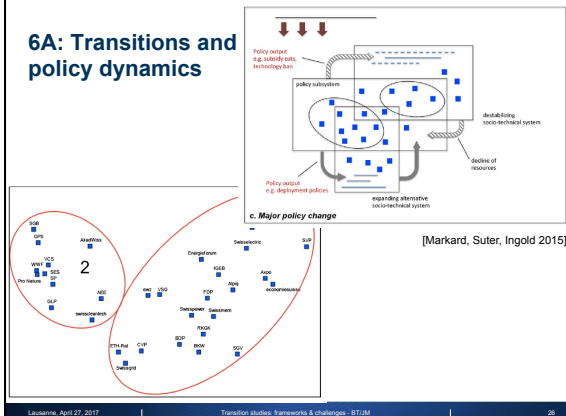 6A: Transitions and
policy dynamics
Policy output
e.g. subsidy cuts,
technology ban
policy subsystem
destabilizing
socio-technical system
decline of
resources
Policy output
e.g. deployment policies
expanding alternative
socio-technical system
c. Major policy change
[Markard, Suter, Ingold 2015]
SGB
GPS
AkadWiss
VCS
WWF
SES
Pro Natura
SP
2
ABE
GLP
swisscleantech
Swisselectric
SVP
Energieforum
IGEB
Axpo
economiesuisse
Alpiq
ewz
VSG
FDP
Swisspower
Swissmem
RKGK
BDP
BKW
SGV
ETH-Rat
CVP
Swissgrid
Lausanne, April 27, 2017
Transition studies: frameworks & challenges - BT/JM
26